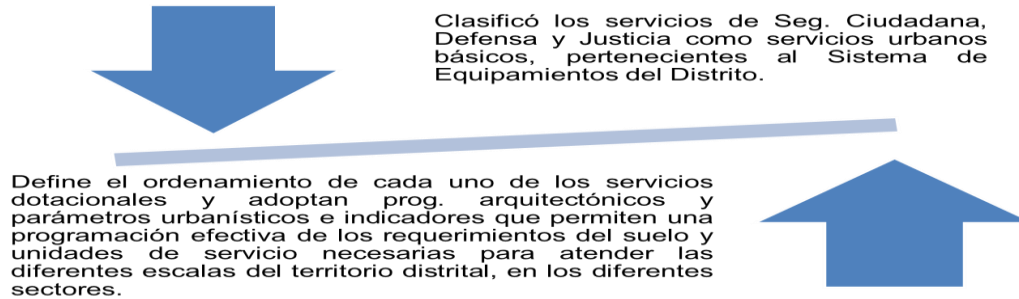 Clasificó los servicios de Seg. Ciudadana,
Defensa y Justicia como servicios urbanos
básicos, pertenecientes al Sistema de
Equipamientos del Distrito.
Define el ordenamiento de cada uno de los servicios
dotacionales y adoptan prog. arquitectónicos y
parámetros urbanísticos e indicadores que permiten una
programación efectiva de los requerimientos del suelo y
unidades de servicio necesarias para atender las
diferentes escalas del territorio distrital, en los diferentes
sectores.